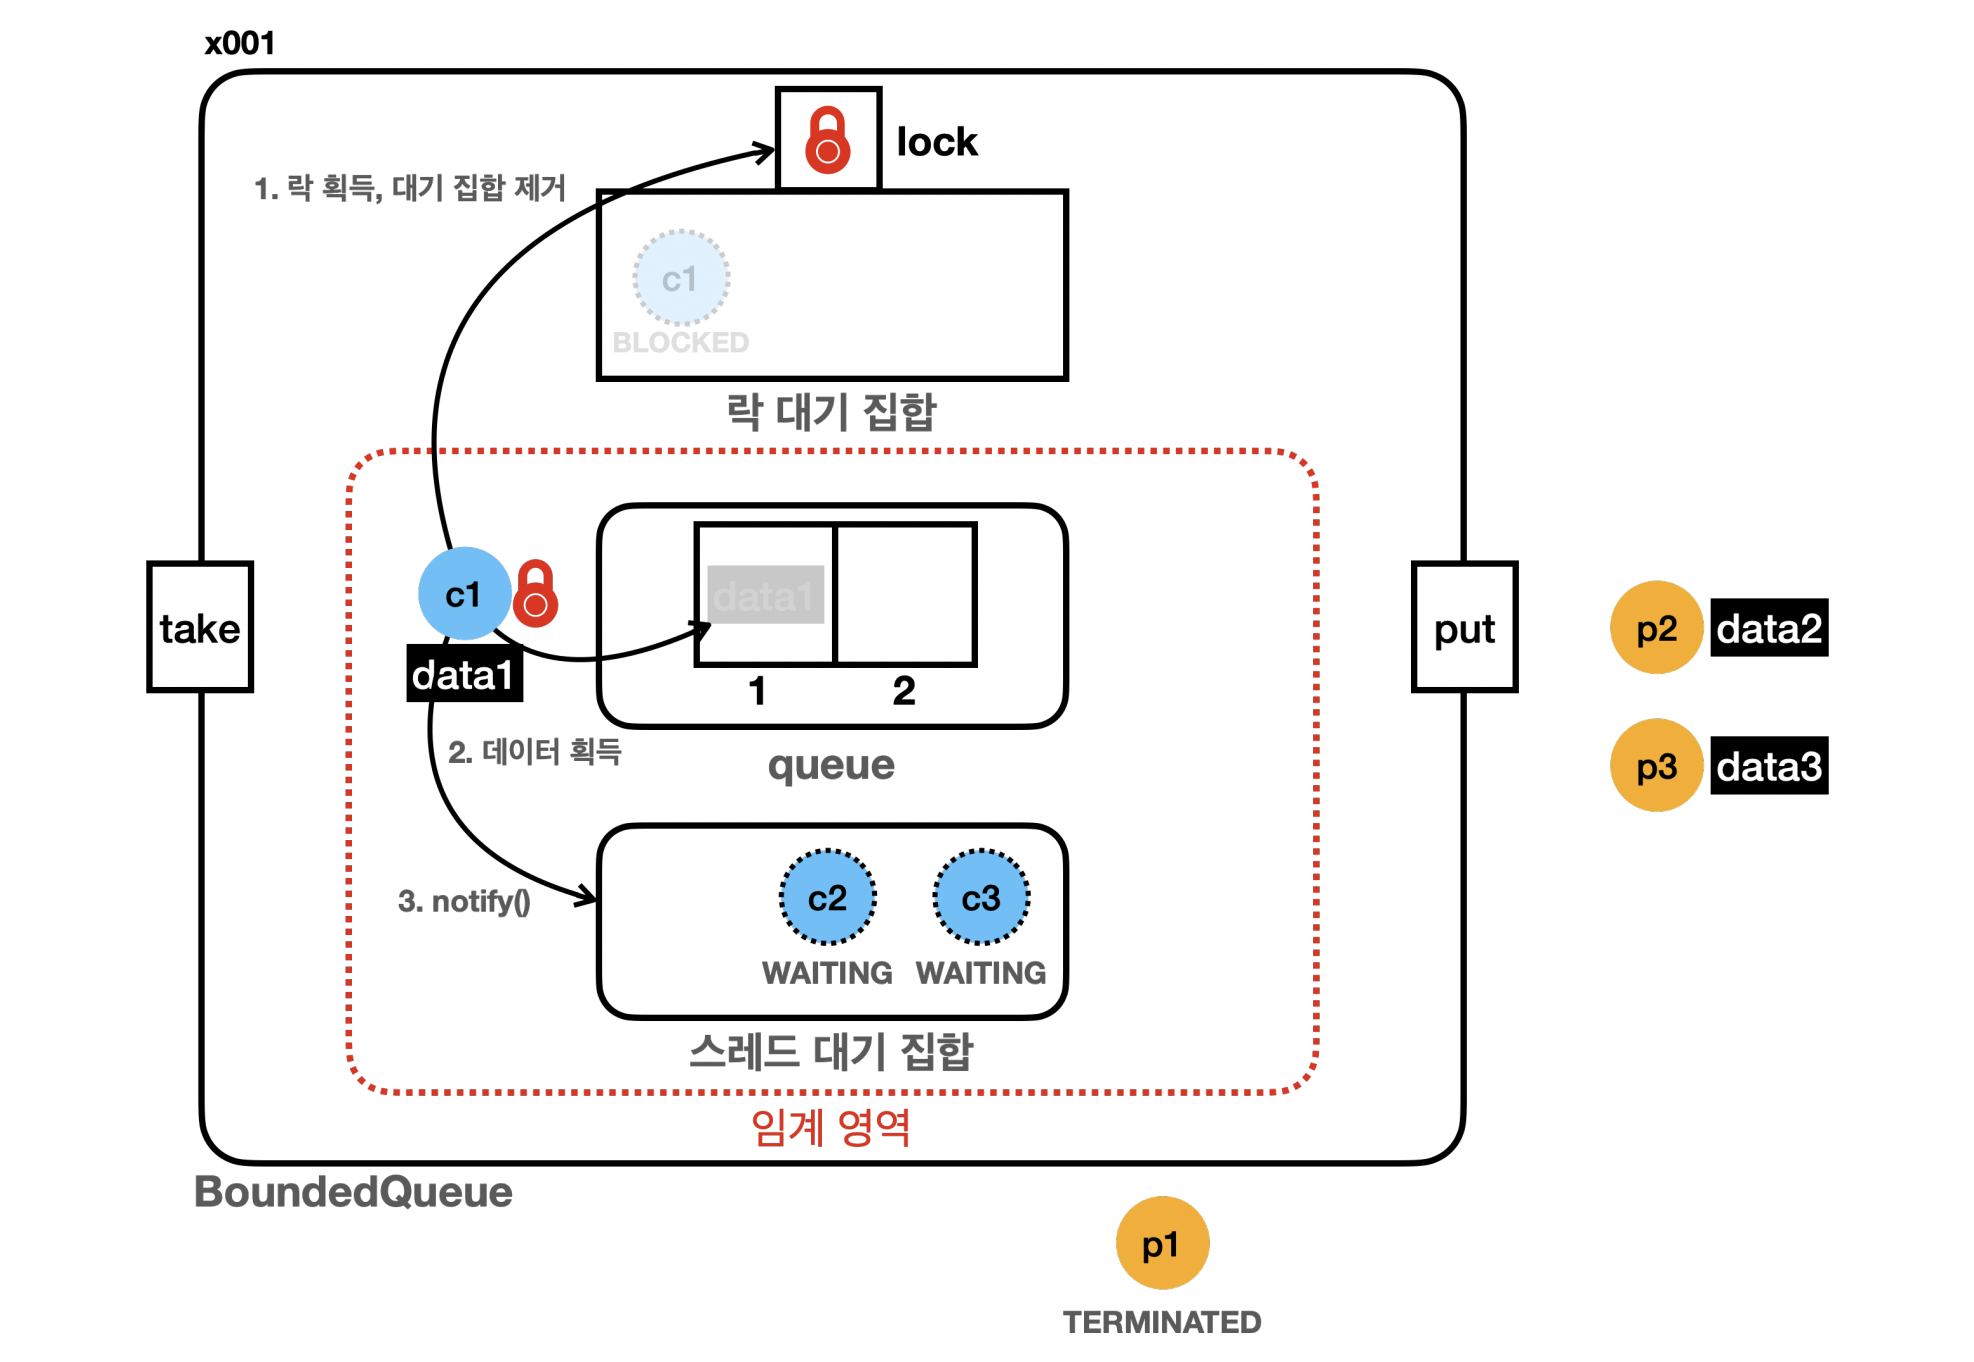 x001
lock
1. 락 획득, 대기 집합 제거
c1
BLOCKED
락 대기 집합
take
c1
data1
data1
1
2
queue
2. 데이터 획득
put
p2
data2
p3
data3
3. notify()
c2
c3
WAITING
WAITING
스레드 대기 집합
임계 영역
BoundedQueue
p1
TERMINATED